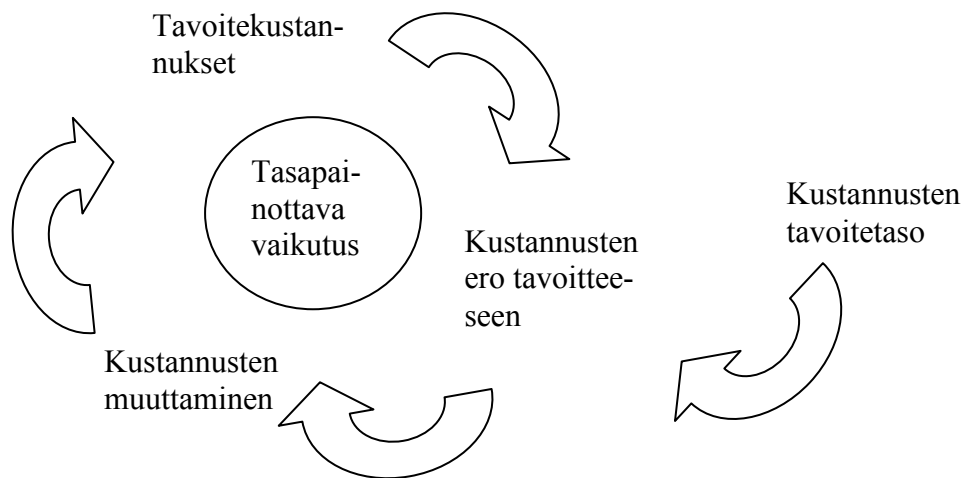 Tavoitekustan-
nukset
Tasapai-
nottava
vaikutus
Kustannusten
ero tavoittee-
seen
Kustannusten
tavoitetaso
Kustannusten
muuttaminen